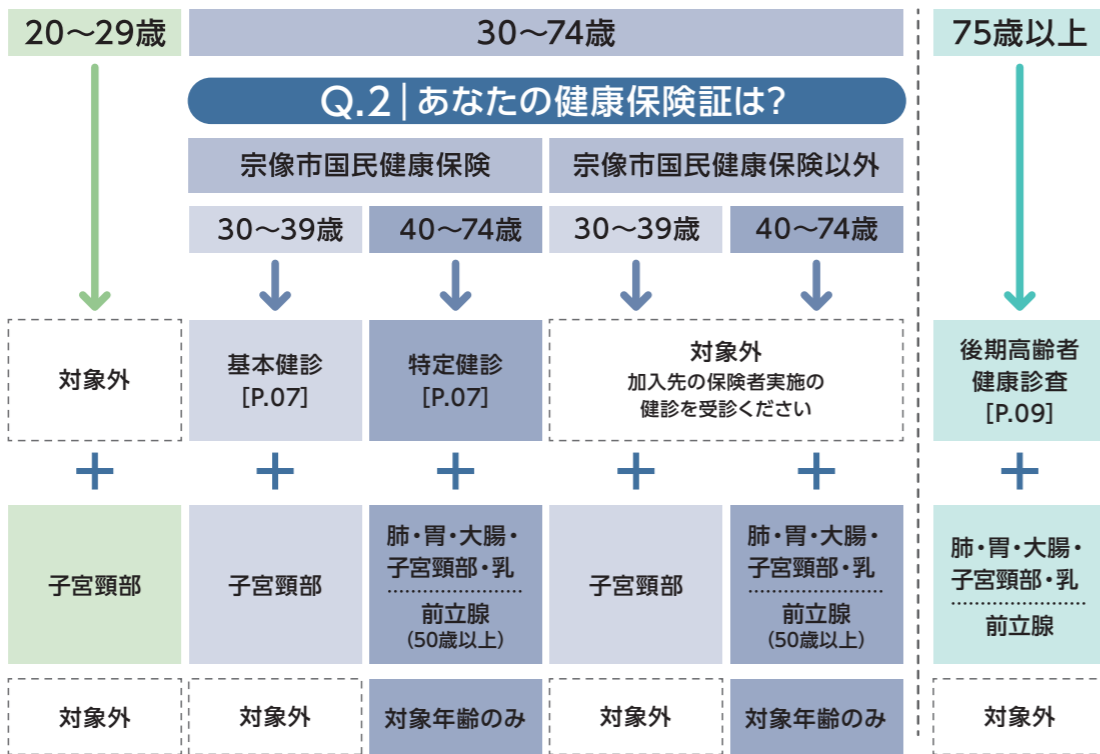 20〜29歳
30〜74歳
75歳以上
Q.2|あなたの健康保険証は?
宗像市国民健康保険
宗像市国民健康保険以外
30〜39歳
40〜74歳
30〜39歳
40〜74歳
対象外
基本健診
[P.07]
特定健診
[P.07]
対象外
加入先の保険者実施の
健診を受診ください
後期高齢者
健康診査
[P.09]
+
+
+
+
+
+
子宮頸部
子宮頸部
肺・胃・大腸・
子宮頸部・乳
前立腺
(50歳以上)
子宮頸部
肺・胃・大腸・
子宮頸部・乳
前立腺
(50歳以上)
肺・胃・大腸・
子宮頸部・乳
前立腺
対象外
対象外
対象年齢のみ
対象外
対象年齢のみ
対象外